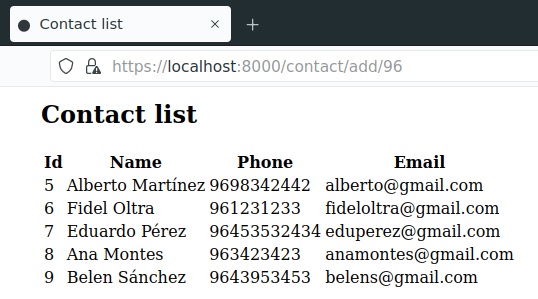 Contact list
https://localhost:8000/contact/add/96
Contact list
Id Name Phone Email
5 Alberto Martínez 9698342442 alberto@gmail.com
6 Fidel Oltra 961231233 fideloltra@gmail.com
7 Eduardo Pérez 96453532434 eduperez@gmail.com
8 Ana Montes 963423423 anamontes@gmail.com
9 Belen Sánchez 9643953453 belens@gmail.com